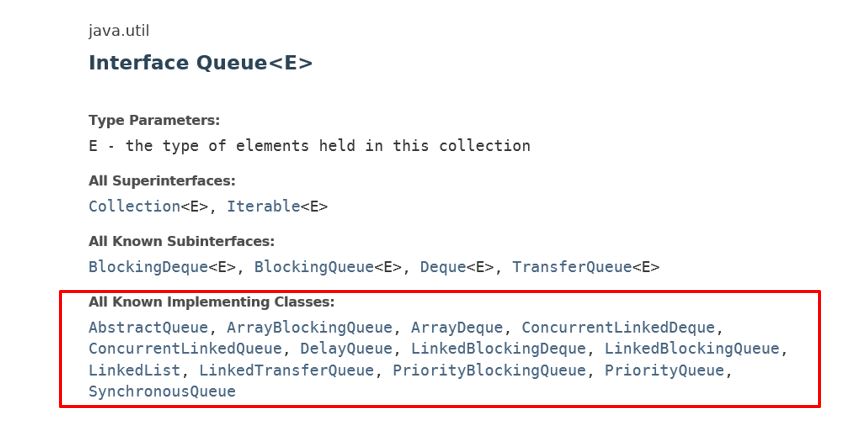 java.util
Interface Queue<E>
Type Parameters:
E - the type of elements held in this collection
All Superinterfaces:
Collection<E>, Iterable<E>
All Known Subinterfaces:
BlockingDeque<E>, BlockingQueue<E>, Deque<E>, TransferQueue<E>
All Known Implementing Classes:
AbstractQueue, ArrayBlockingQueue, ArrayDeque, ConcurrentLinkedDeque,
ConcurrentLinkedQueue, DelayQueue, LinkedBlockingDeque, LinkedBlockingQueue,
LinkedList, LinkedTransferQueue, PriorityBlockingQueue, PriorityQueue,
SynchronousQueue